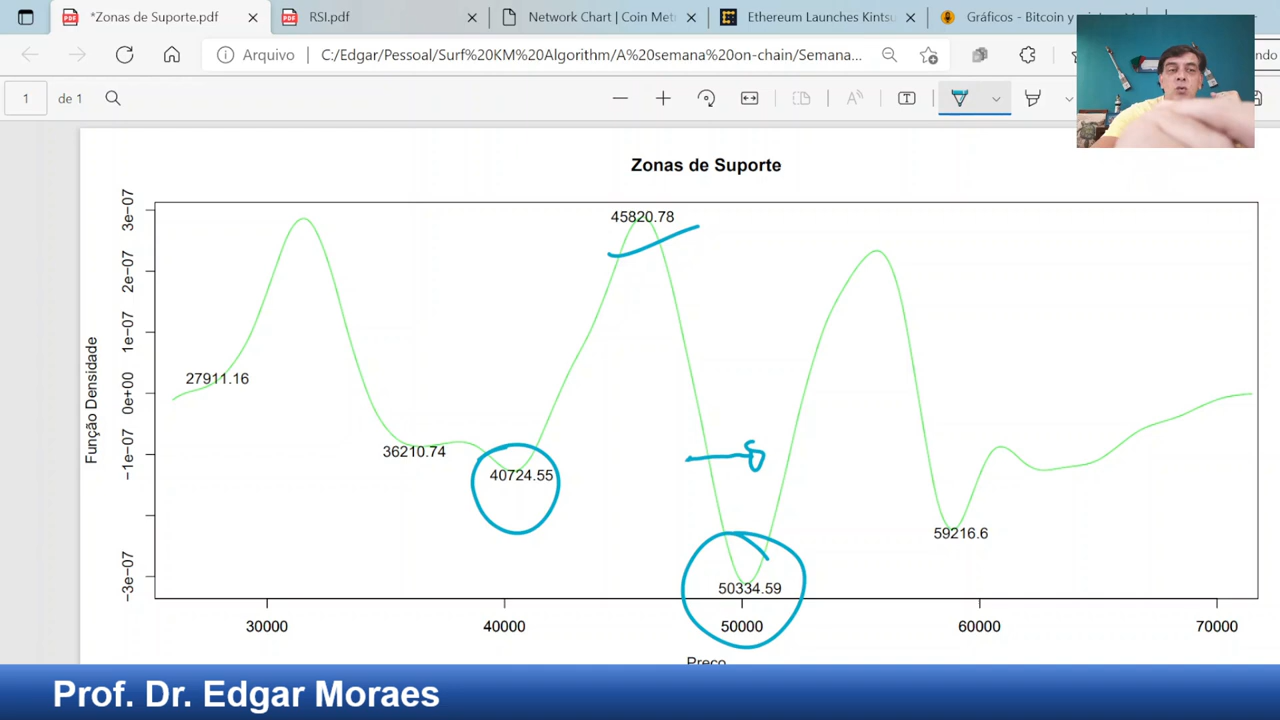 *Zonas de Suporte.pdf
RSI.pdf
Network Chart | Coin Met
Ethereum Launches Kintsu
Gráficos - Bitcoin y
Arquivo
C:/Edgar/Pessoal/Surf%20KM%20Algorithm/A%20semana%20on-chain/Semana...
ndo
1
de 1
Zonas de Suporte
Função Densidade
3e-07
2e-07
1e-07
0e+00
-1e-07
-3e-07
45820.78
27911.16
36210.74
40724.55
59216.6
50334.59
30000
40000
50000
60000
70000
Preço
Prof. Dr. Edgar Moraes